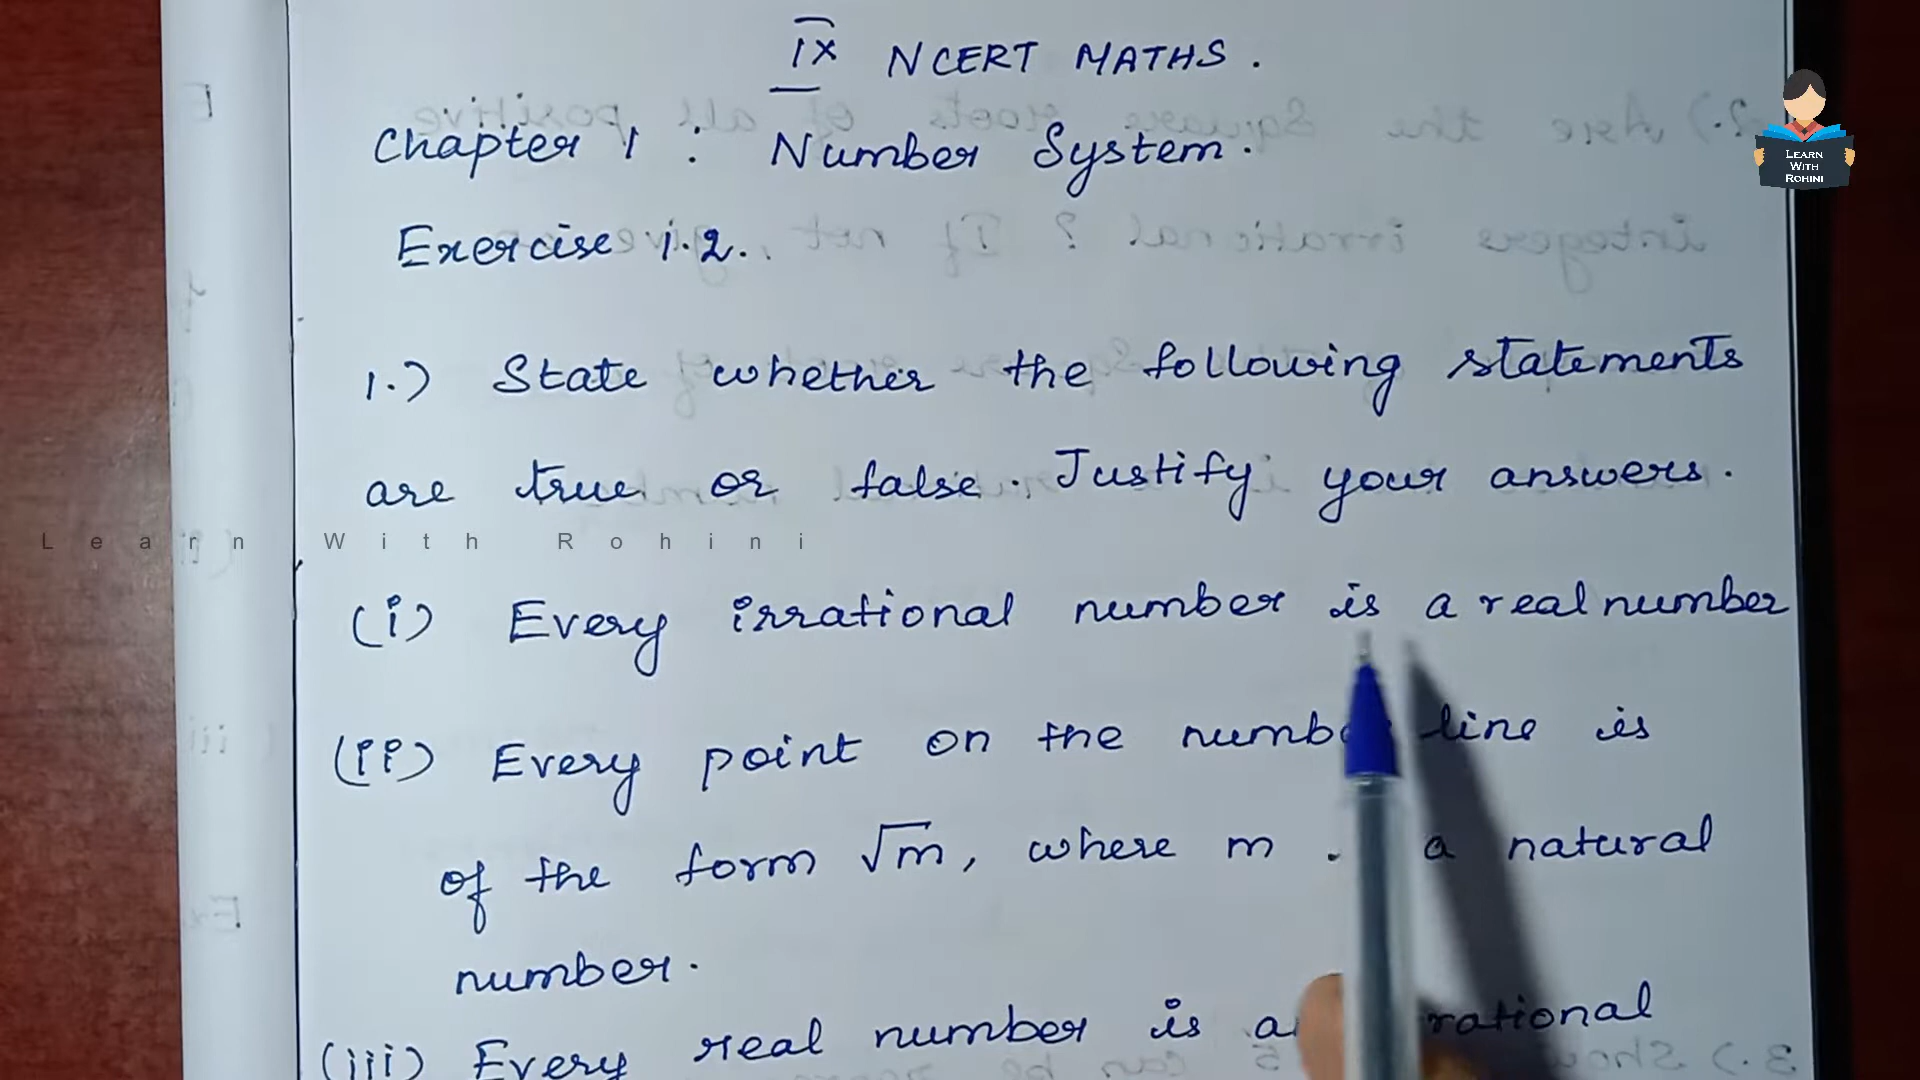 IX NCERT MATHS.
Chapter 1 : Number System.
Exercise 1.2.
1.) State whether the following statements
are true or false. Justify your answers.
(i) Every irrational number is a real number
(ii) Every point on the number line is
of the form √m, where m a natural
number.
(iii) Every real number is an irrational
LEARN
WITH
ROHINI
Learn With Rohini